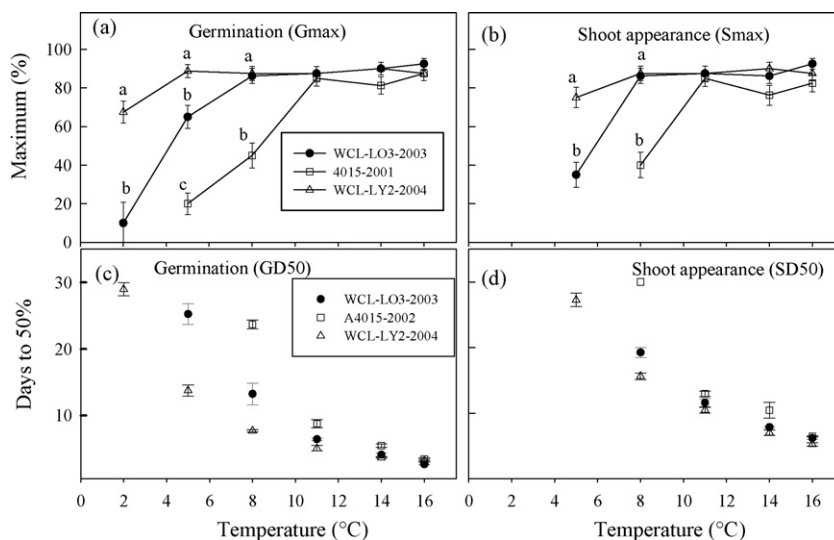 (a) Germination (Gmax)
(b) Shoot appearance (Smax)
Maximum (%)
100
80
60
40
20
0
a
a
a
b
b
b
c
WCL-LO3-2003
4015-2001
WCL-LY2-2004
a
a
b
b
(c) Germination (GD50)
Shoot appearance (SD50) (d)
Days to 50%
30
20
10
WCL-LO3-2003
A4015-2002
WCL-LY2-2004
0 2 4 6 8 10 12 14 16
0 2 4 6 8 10 12 14 16
Temperature (°C)
Temperature (°C)